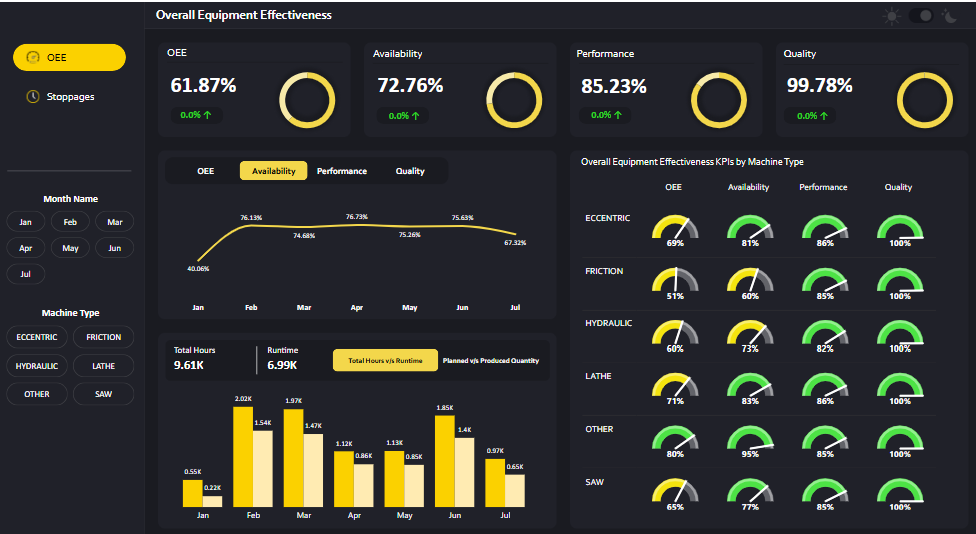 Overall Equipment Effectiveness
OEE
Stoppages
Month Name
Jan Feb Mar
Apr May Jun
Jul
Machine Type
ECCENTRIC FRICTION
HYDRAULIC LATHE
OTHER SAW
OEE
61.87%
0.0% ↑
Availability
72.76%
0.0% ↑
Performance
85.23%
0.0% ↑
Quality
99.78%
0.0% ↑
OEE Availability Performance Quality
40.06% 76.13% 74.68% 76.73% 75.26% 75.63% 67.32%
Jan Feb Mar Apr May Jun Jul
Total Hours Runtime
9.61K 6.99K
Total Hours v/s Runtime Planned v/s Produced Quantity
0.55K 0.22K 2.02K 1.54K 1.97K 1.47K 1.12K 0.86K 1.13K 0.85K 1.85K 1.4K 0.97K 0.65K
Jan Feb Mar Apr May Jun Jul
Overall Equipment Effectiveness KPIs by Machine Type
OEE Availability Performance Quality
ECCENTRIC 69% 81% 86% 100%
FRICTION 51% 60% 85% 100%
HYDRAULIC 60% 73% 82% 100%
LATHE 71% 83% 86% 100%
OTHER 80% 95% 85% 100%
SAW 65% 77% 85% 100%